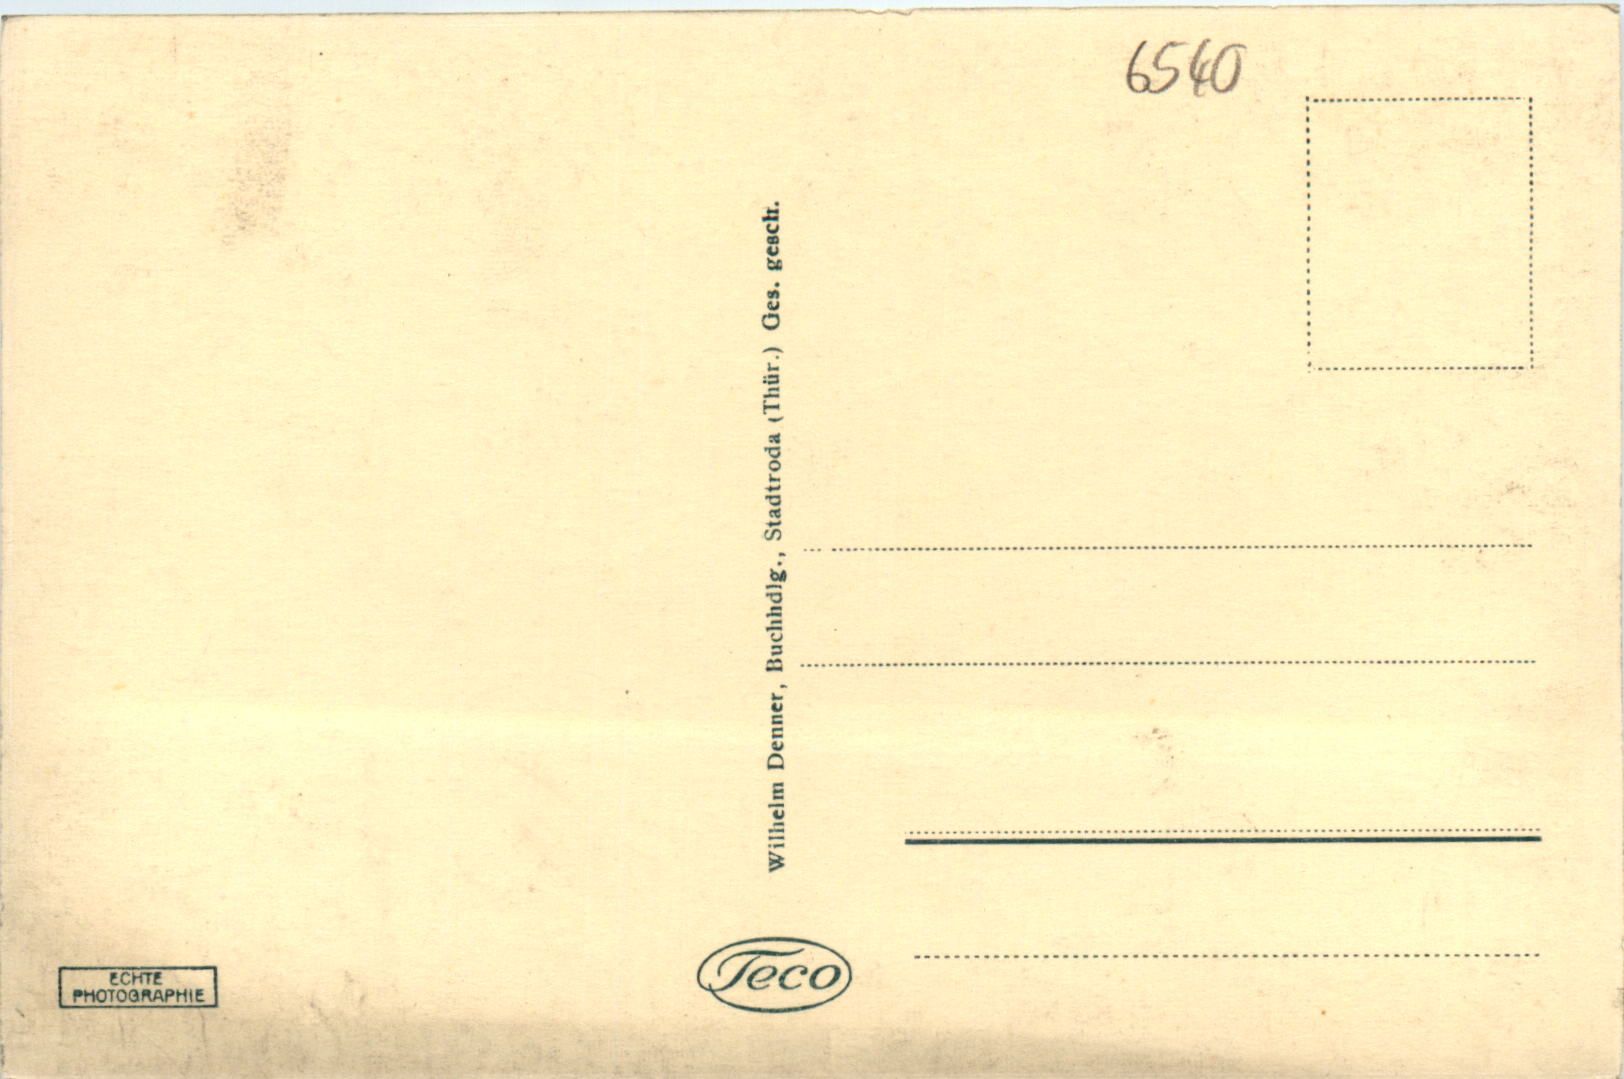 6540
Wilhelm Denner, Buchhdlg., Stadtroda (Thür.) Ges. gesch.
Teco
ECHTE
PHOTOGRAPHIE